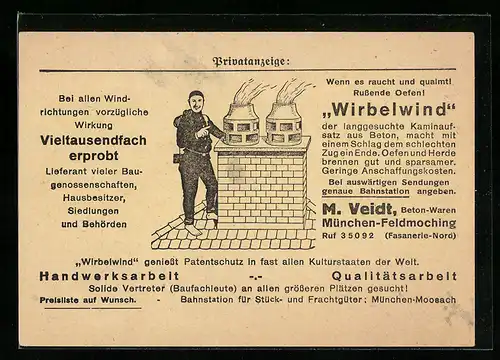 Privatanzeige:
Bei allen Wind-
richtungen vorzügliche
Wirkung
Vieltausendfach
erprobt
Lieferant vieler Bau-
genossenschaften,
Hausbesitzer,
Siedlungen
und Behörden
Wenn es raucht und qualmt!
Rußende Oefen!
„Wirbelwind“
der langgesuchte Kaminauf-
satz aus Beton, macht mit
einem Schlag dem schlechten
Zug ein Ende. Oefen und Herde
brennen gut und sparsamer.
Geringe Anschaffungskosten.
Bei auswärtigen Sendungen
genaue Bahnstation angeben.
M. Veidt, Beton-Waren
München-Feldmoching
Ruf 35092 (Fasanerie-Nord)
„Wirbelwind“ genießt Patentschutz in fast allen Kulturstaaten der Welt.
Handwerksarbeit -.- Qualitätsarbeit
Solide Vertreter (Baufachleute) an allen größeren Plätzen gesucht!
Preisliste auf Wunsch. - Bahnstation für Stück- und Frachtgüter: München-Moosach